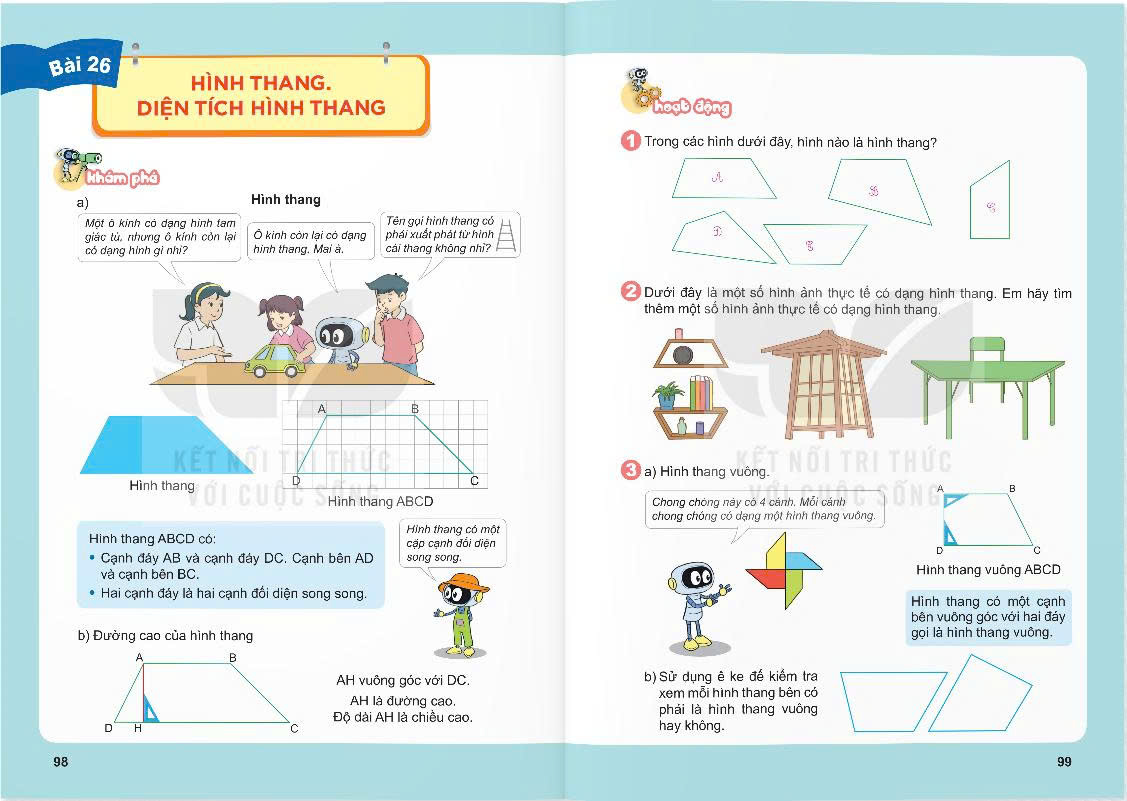 Bài 26
HÌNH THANG.
DIỆN TÍCH HÌNH THANG
Khám phá
a)
Hình thang
Một ô kính có dạng hình tam
giác tù, nhưng ô kính còn lại
có dạng hình gì nhỉ?
Ô kính còn lại có dạng
hình thang, Mai à.
Tên gọi hình thang có
phải xuất phát từ hình
cái thang không nhỉ?
A B
D C
Hình thang
Hình thang ABCD
KẾT NỐI TRI THỨC
VỚI CUỘC SỐNG
Hình thang ABCD có:
• Cạnh đáy AB và cạnh đáy DC. Cạnh bên AD
và cạnh bên BC.
• Hai cạnh đáy là hai cạnh đối diện song song.
Hình thang có một
cặp cạnh đối diện
song song.
b) Đường cao của hình thang
A B
D H C
AH vuông góc với DC.
AH là đường cao.
Độ dài AH là chiều cao.
98
Hoạt động
1 Trong các hình dưới đây, hình nào là hình thang?
A
B
C
D
E
2 Dưới đây là một số hình ảnh thực tế có dạng hình thang. Em hãy tìm
thêm một số hình ảnh thực tế có dạng hình thang.
KẾT NỐI TRI THỨC
VỚI CUỘC SỐNG
3 a) Hình thang vuông.
Chong chóng này có 4 cánh. Mỗi cánh
chong chóng có dạng một hình thang vuông.
A B
D C
Hình thang vuông ABCD
Hình thang có một cạnh
bên vuông góc với hai đáy
gọi là hình thang vuông.
b) Sử dụng ê ke để kiểm tra
xem mỗi hình thang bên có
phải là hình thang vuông
hay không.
99